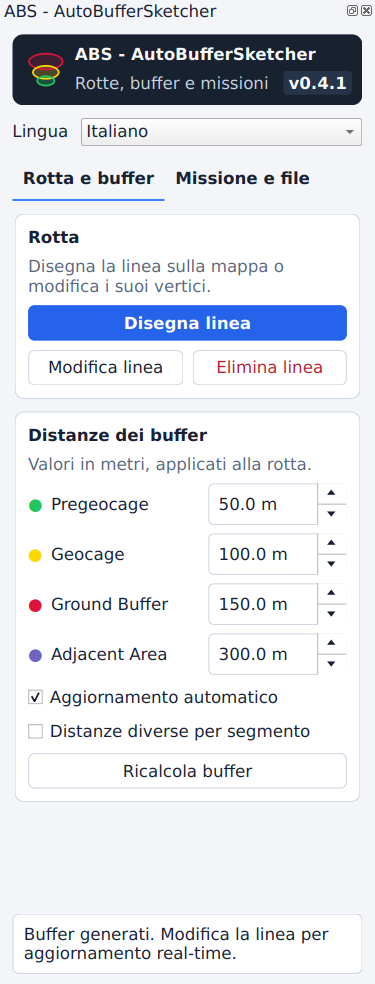 ABS - AutoBufferSketcher
ABS - AutoBufferSketcher
Rotte, buffer e missioni v0.4.1
Lingua Italiano
Rotta e buffer Missione e file
Rotta
Disegna la linea sulla mappa o
modifica i suoi vertici.
Disegna linea
Modifica linea Elimina linea
Distanze dei buffer
Valori in metri, applicati alla rotta.
Pregeocage 50.0 m
Geocage 100.0 m
Ground Buffer 150.0 m
Adjacent Area 300.0 m
Aggiornamento automatico
Distanze diverse per segmento
Ricalcola buffer
Buffer generati. Modifica la linea per
aggiornamento real-time.